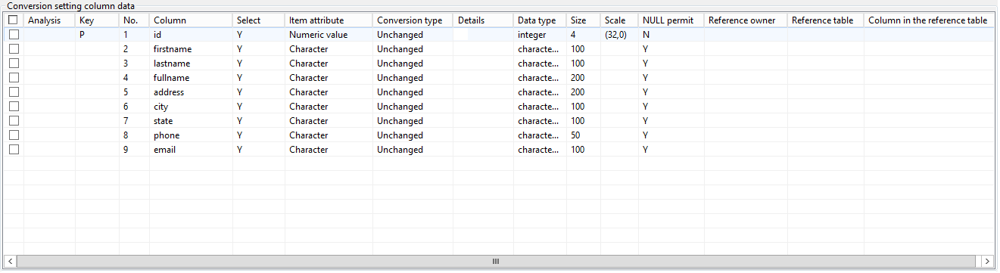 Conversion setting column data
Analysis Key No. Column Select Item attribute Conversion type Details Data type Size Scale NULL permit Reference owner Reference table Column in the reference table
P 1 id Y Numeric value Unchanged integer 4 (32,0) N
2 firstname Y Character Unchanged characte... 100 Y
3 lastname Y Character Unchanged characte... 100 Y
4 fullname Y Character Unchanged characte... 200 Y
5 address Y Character Unchanged characte... 200 Y
6 city Y Character Unchanged characte... 100 Y
7 state Y Character Unchanged characte... 100 Y
8 phone Y Character Unchanged characte... 50 Y
9 email Y Character Unchanged characte... 100 Y